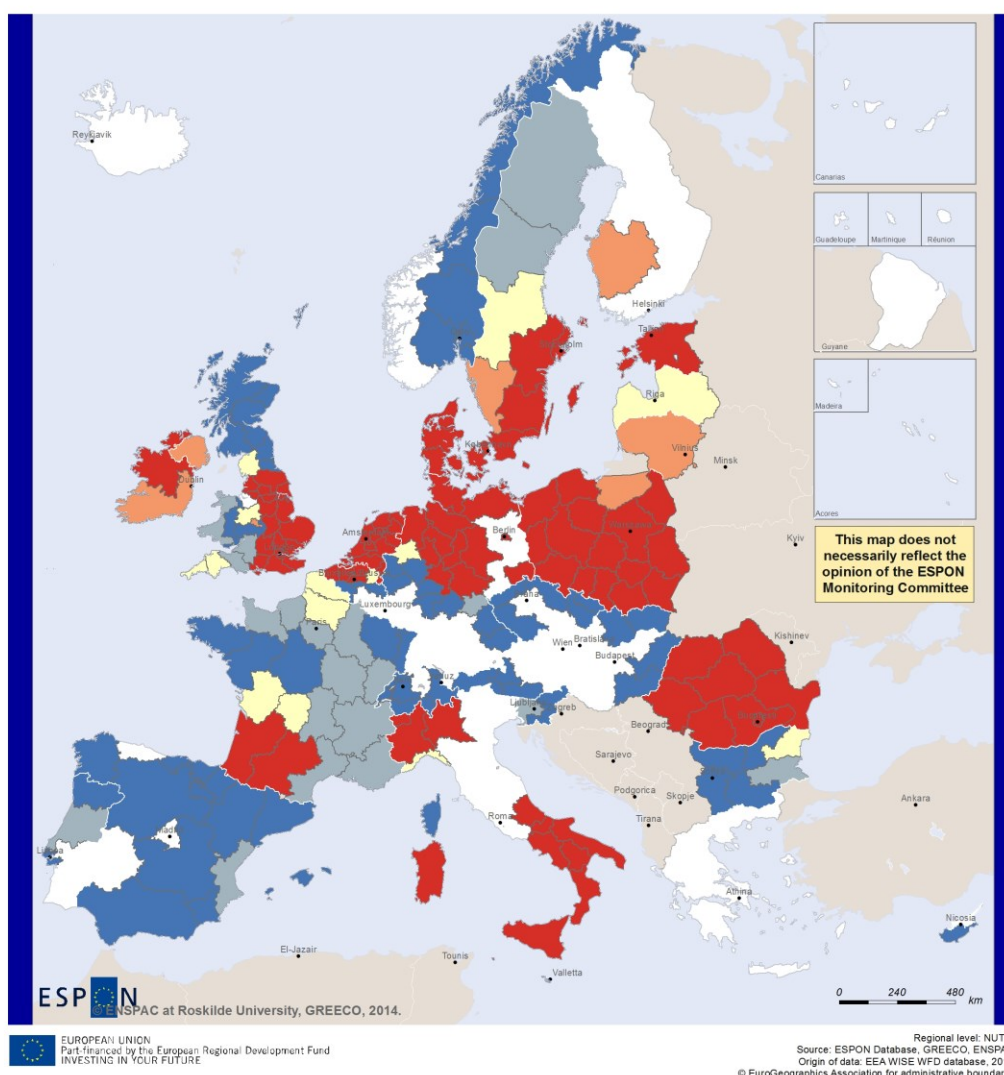 Reykjavik
Canarias
Guadeloupe
Martinique
Réunion
Helsinki
Guyane
Riga
Madeira
Vilnius
Minsk
Dublin
Acores
Berlin
Kyiv
This map does not
necessarily reflect the
opinion of the ESPON
Monitoring Committee
Luxembourg
Paris
Kishinev
Wien
Bratislava
Budapest
Beograd
Sarajevo
Podgorica
Skopje
Ankara
Tirana
Roma
Athina
Nicosia
El-Jazair
Tounis
Valletta
ESPON
© ENSPAC at Roskilde University, GREECO, 2014.
0 240 480
km
EUROPEAN UNION
Part-financed by the European Regional Development Fund
INVESTING IN YOUR FUTURE
Regional level: NUT
Source: ESPON Database, GREECO, ENSPA
Origin of data: EEA WISE WFD database, 20
© EuroGeographics Association for administrative boundar